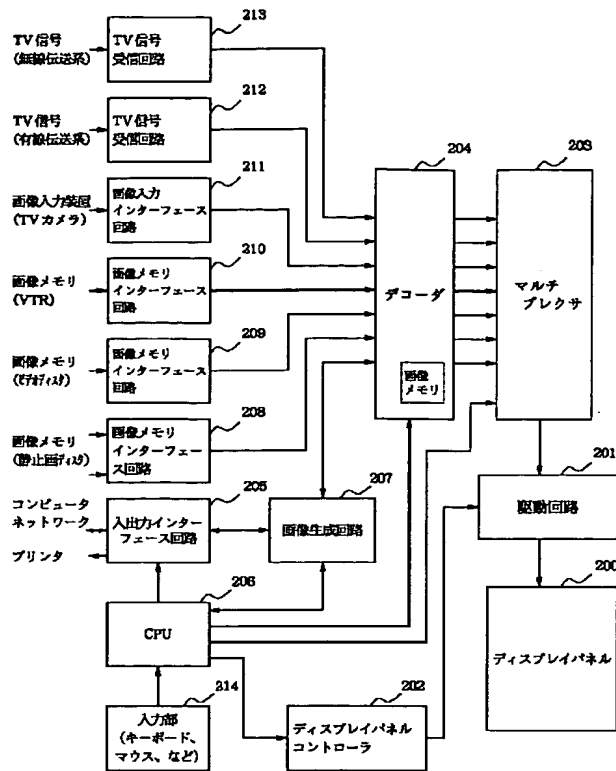 213
TV信号
(無線伝送系)
TV信号
受信回路
212
TV信号
(有線伝送系)
TV信号
受信回路
204
203
211
画像入力装置
(TVカメラ)
画像入力
インターフェース
回路
210
画像メモリ
(VTR)
画像メモリ
インターフェース
回路
デコーダ
マルチ
プレクサ
209
画像メモリ
(ビデオディスク)
画像メモリ
インターフェース
回路
画像
メモリ
208
画像メモリ
(静止画ディスク)
画像メモリ
インターフェー
ス回路
201
205
207
コンピュータ
ネットワーク
プリンタ
入出力インター
フェース回路
画像生成回路
駆動回路
206
200
CPU
ディスプレイパネル
214
202
入力部
(キーボード、
マウス、など)
ディスプレイパネル
コントローラ